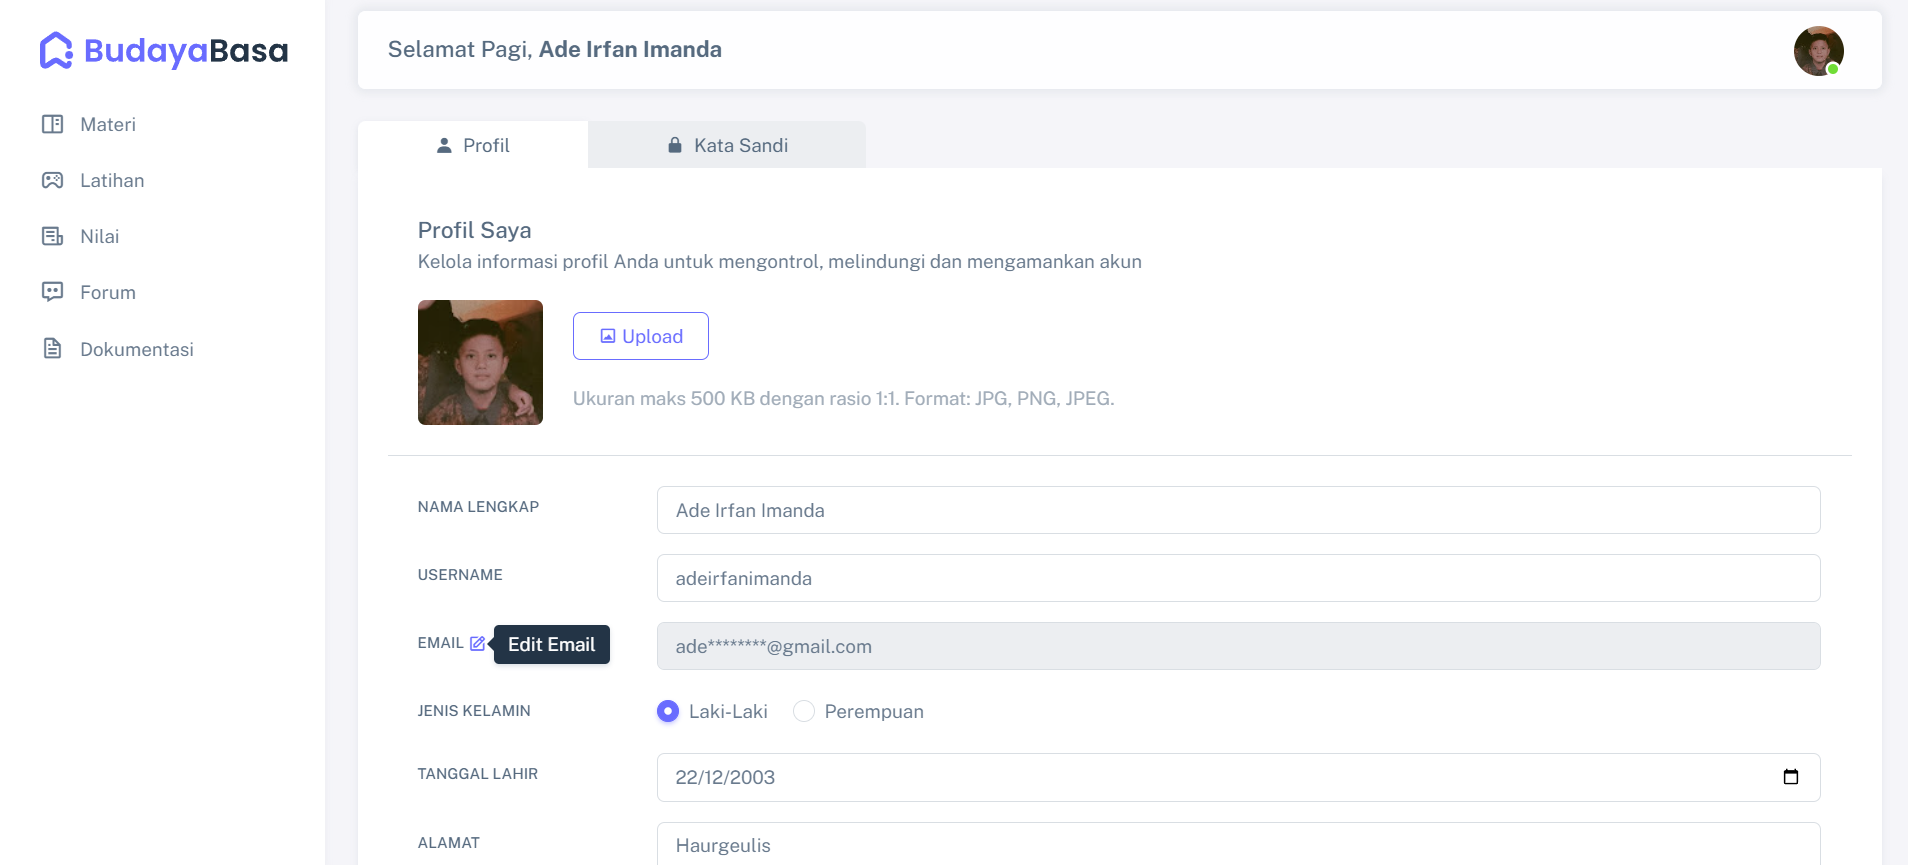 BudayaBasa
Materi
Latihan
Nilai
Forum
Dokumentasi
Selamat Pagi, Ade Irfan Imanda
Profil
Kata Sandi
Profil Saya
Kelola informasi profil Anda untuk mengontrol, melindungi dan mengamankan akun
Upload
Ukuran maks 500 KB dengan rasio 1:1. Format: JPG, PNG, JPEG.
NAMA LENGKAP
Ade Irfan Imanda
USERNAME
adeirfanimanda
EMAIL
Edit Email
ade********@gmail.com
JENIS KELAMIN
Laki-Laki
Perempuan
TANGGAL LAHIR
22/12/2003
ALAMAT
Haurgeulis